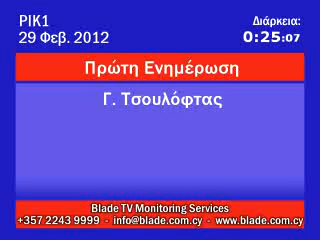 ΡΙΚ1
Διάρκεια:
29 Φεβ. 2012
0:25:07
Πρώτη Ενημέρωση
Γ. Τσουλόφτας
Blade TV Monitoring Services
+357 2243 9999 - info@blade.com.cy - www.blade.com.cy